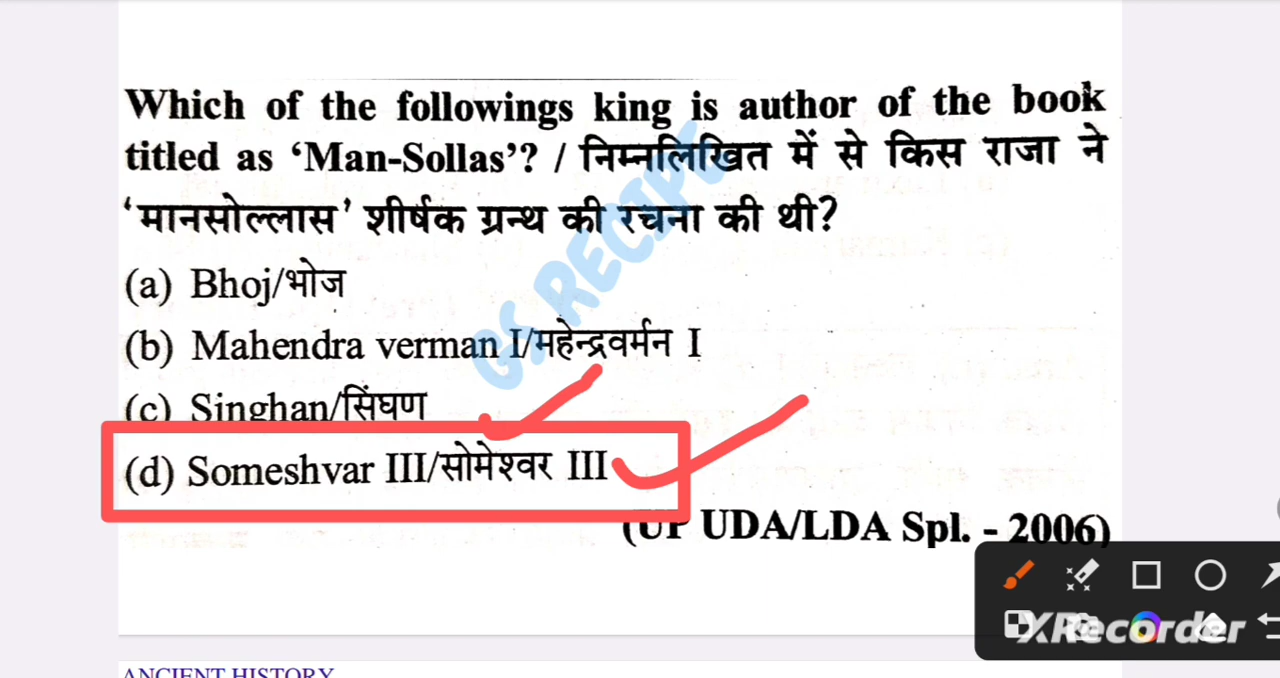 Which of the followings king is author of the book
titled as ‘Man-Sollas’? / निम्नलिखित में से किस राजा ने
‘मानसोल्लास’ शीर्षक ग्रन्थ की रचना की थी?
GS RECIPE
(a) Bhoj/भोज
(b) Mahendra verman I/महेन्द्रवर्मन I
(c) Singhan/सिंघण
(d) Someshvar III/सोमेश्वर III
(UP UDA/LDA Spl. - 2006)
XRecorder
ANCIENT HISTORY